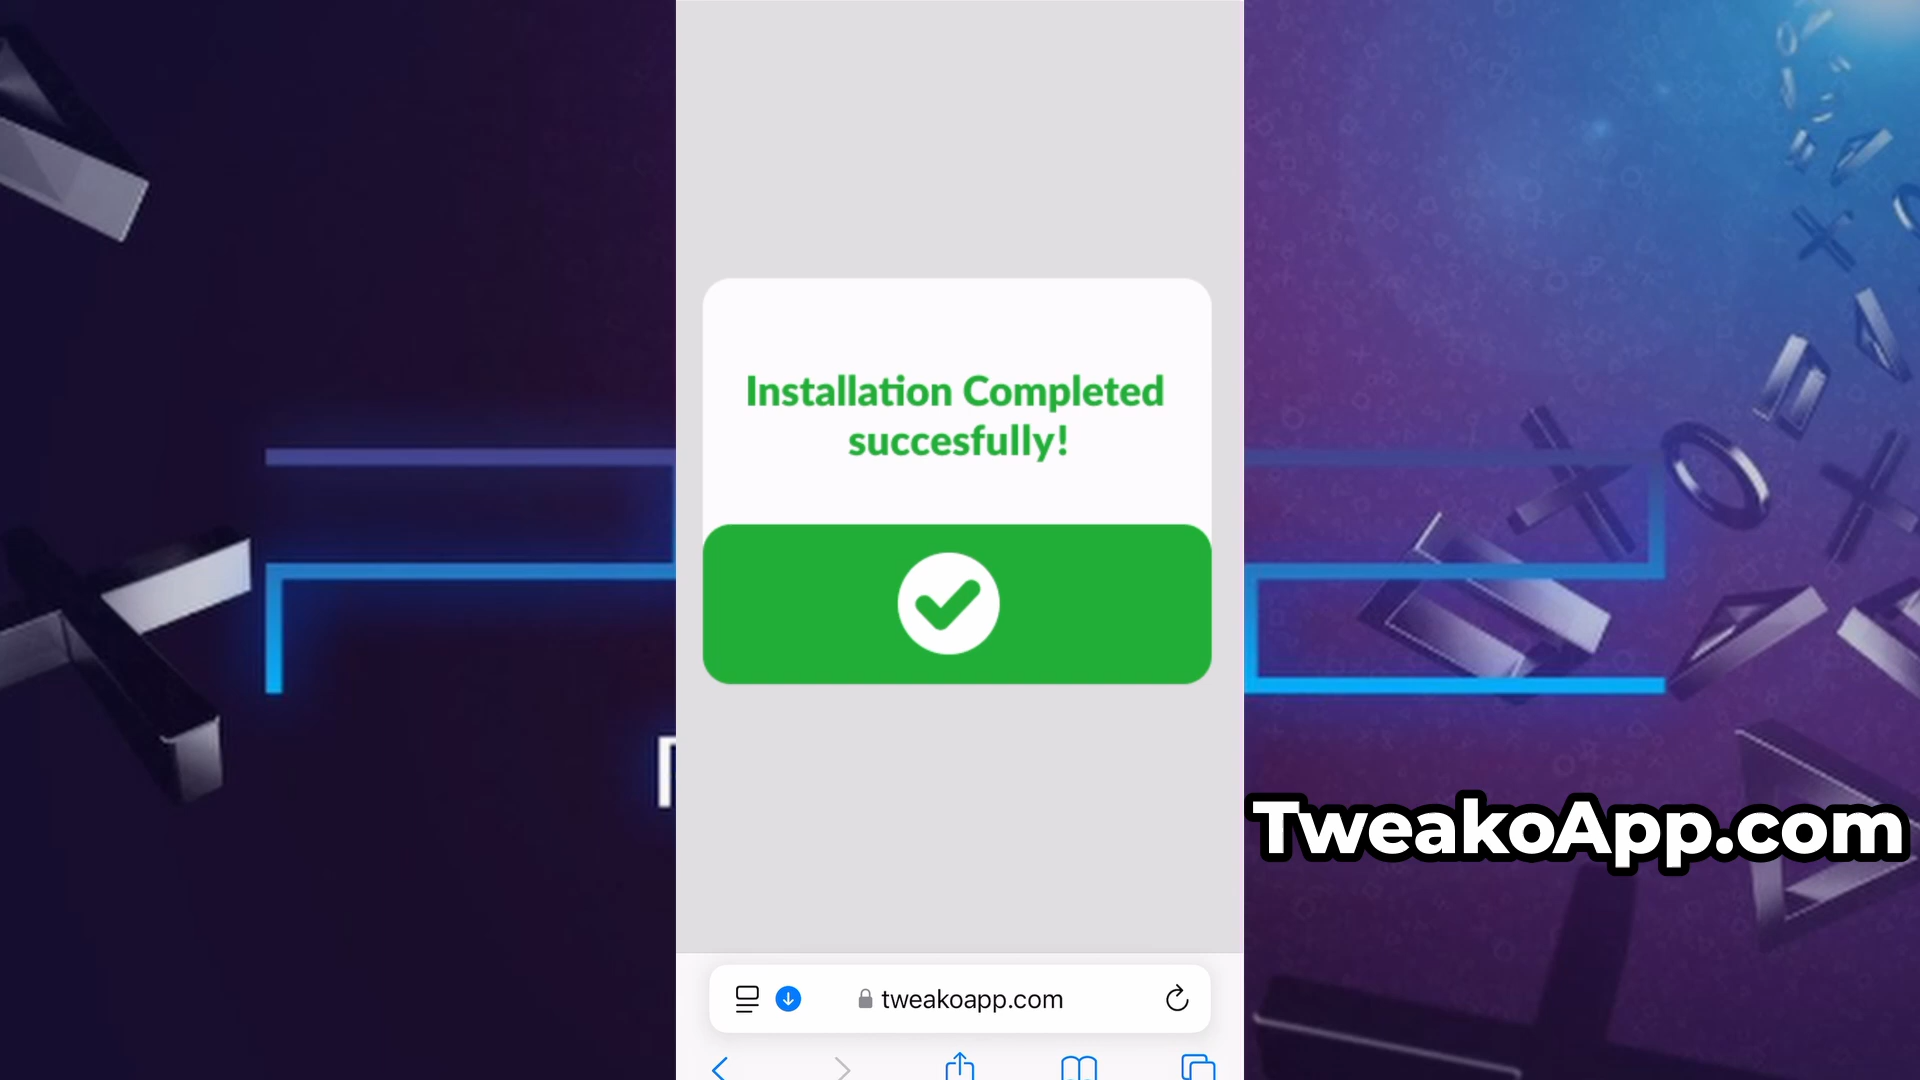 Installation Completed
succesfully!
TweakoApp.com
tweakoapp.com